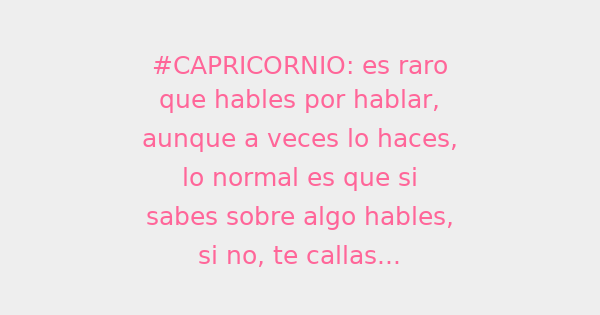 #CAPRICORNIO: es raro
que hables por hablar,
aunque a veces lo haces,
lo normal es que si
sabes sobre algo hables,
si no, te callas...